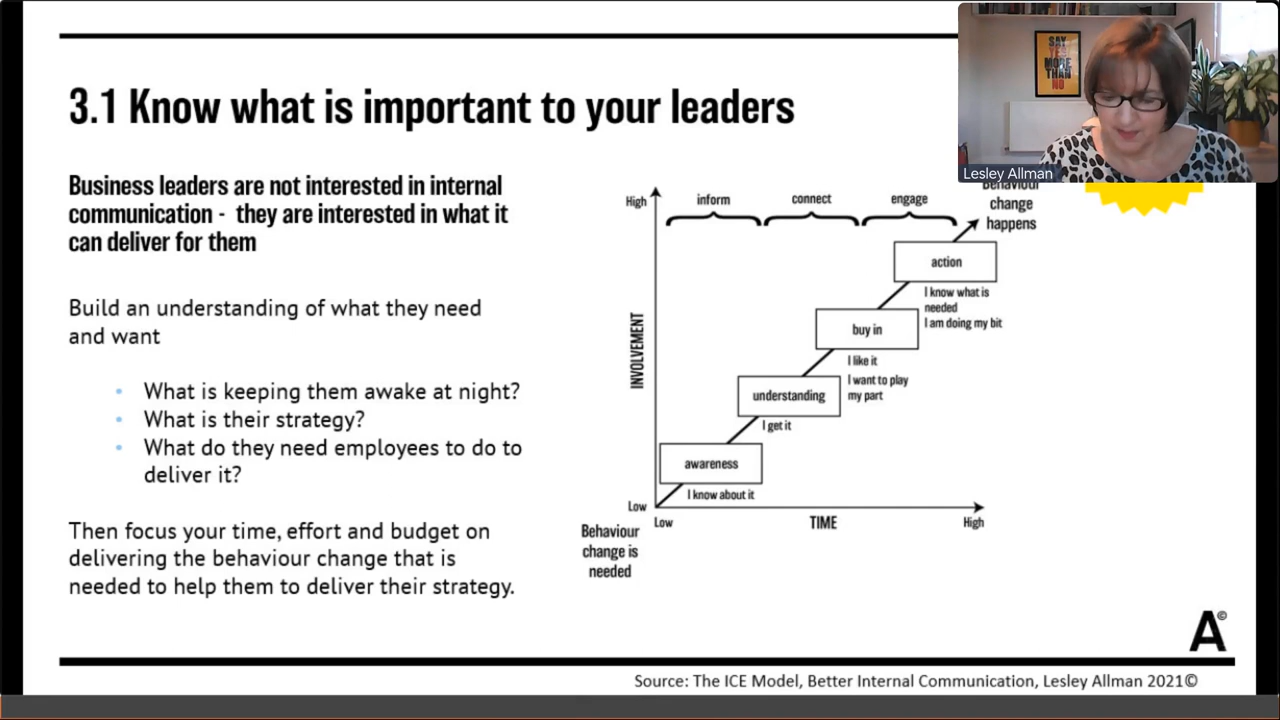 3.1 Know what is important to your leaders
SAY
YES
MORE
THAN
NO
Lesley Allman
Business leaders are not interested in internal
communication - they are interested in what it
can deliver for them
Build an understanding of what they need
and want
• What is keeping them awake at night?
• What is their strategy?
• What do they need employees to do to
deliver it?
Then focus your time, effort and budget on
delivering the behaviour change that is
needed to help them to deliver their strategy.
High
inform
connect
engage
Behaviour
change
happens
action
I know what is
needed
I am doing my bit
buy in
I like it
I want to play
my part
understanding
I get it
awareness
I know about it
INVOLVEMENT
Low
Low
TIME
High
Behaviour
change is
needed
A©
Source: The ICE Model, Better Internal Communication, Lesley Allman 2021©